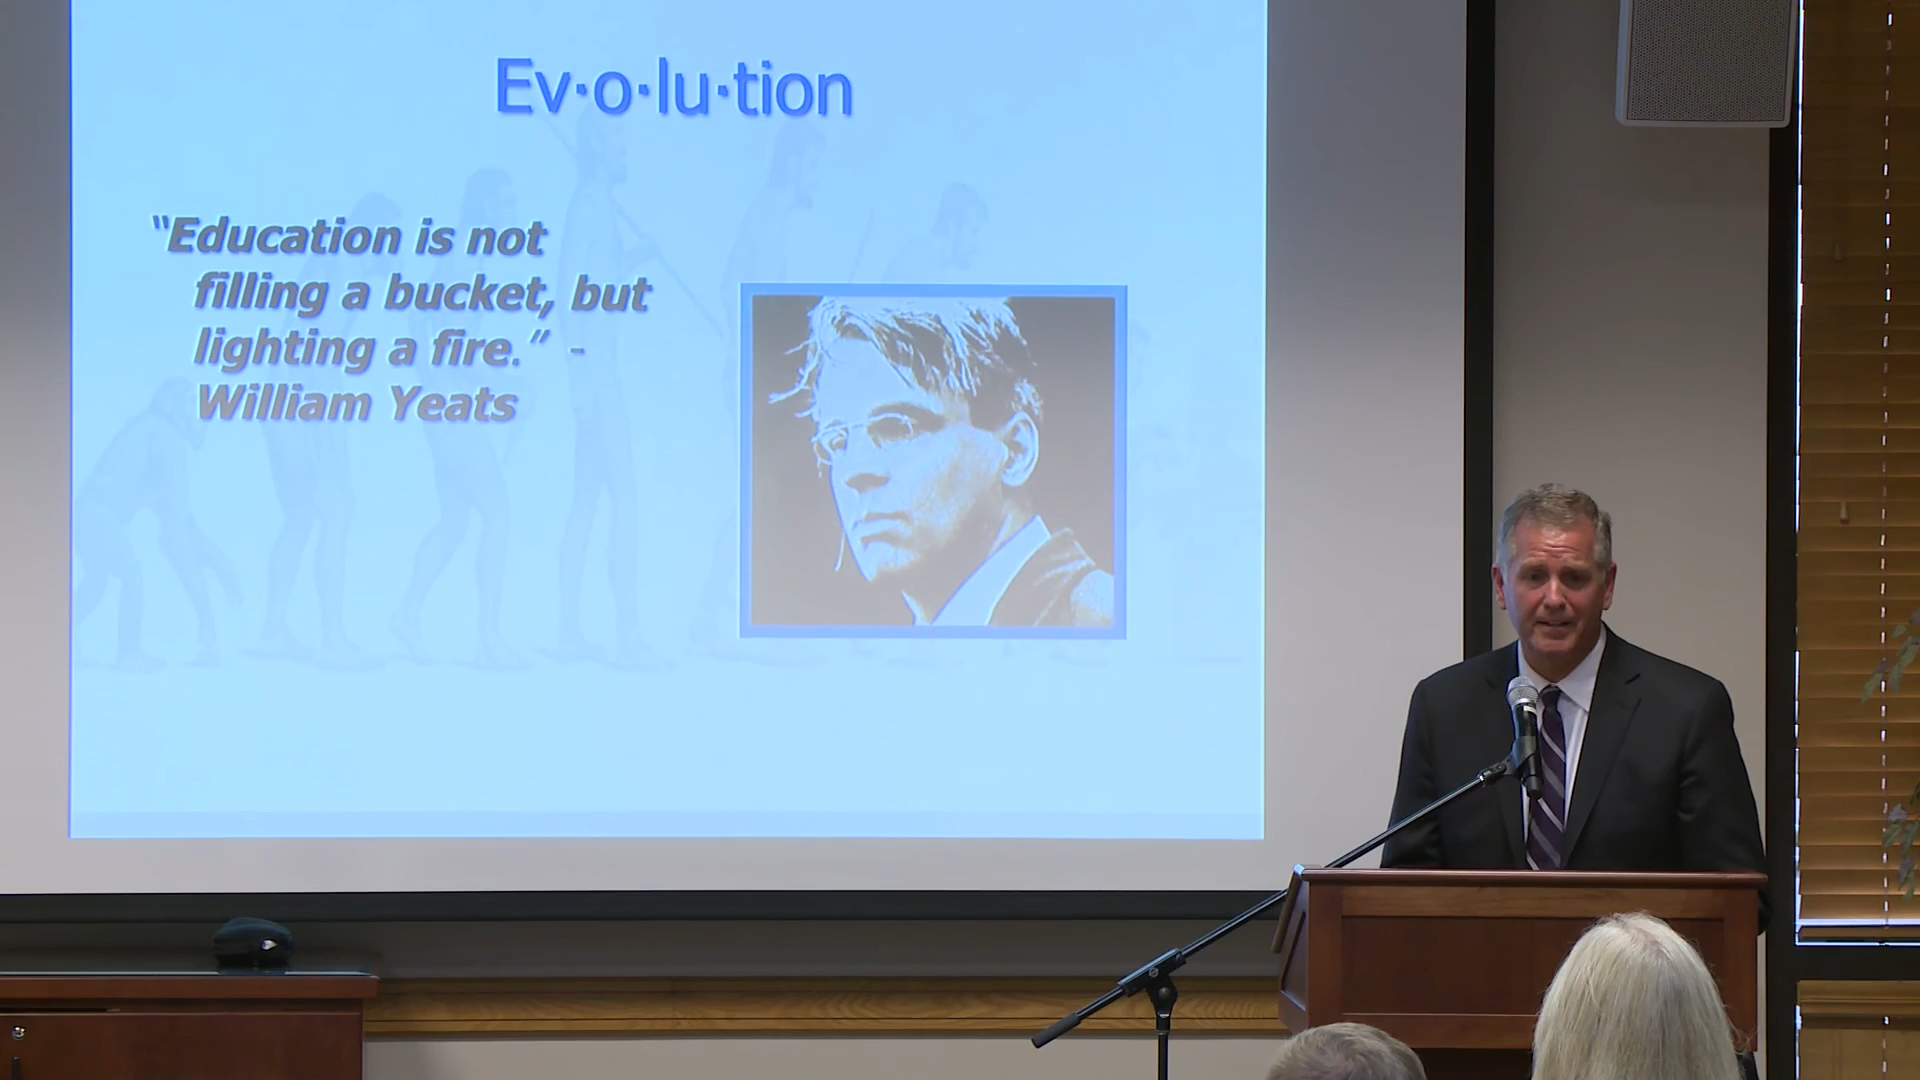 Ev·o·lu·tion
“Education is not
filling a bucket, but
lighting a fire.” -
William Yeats